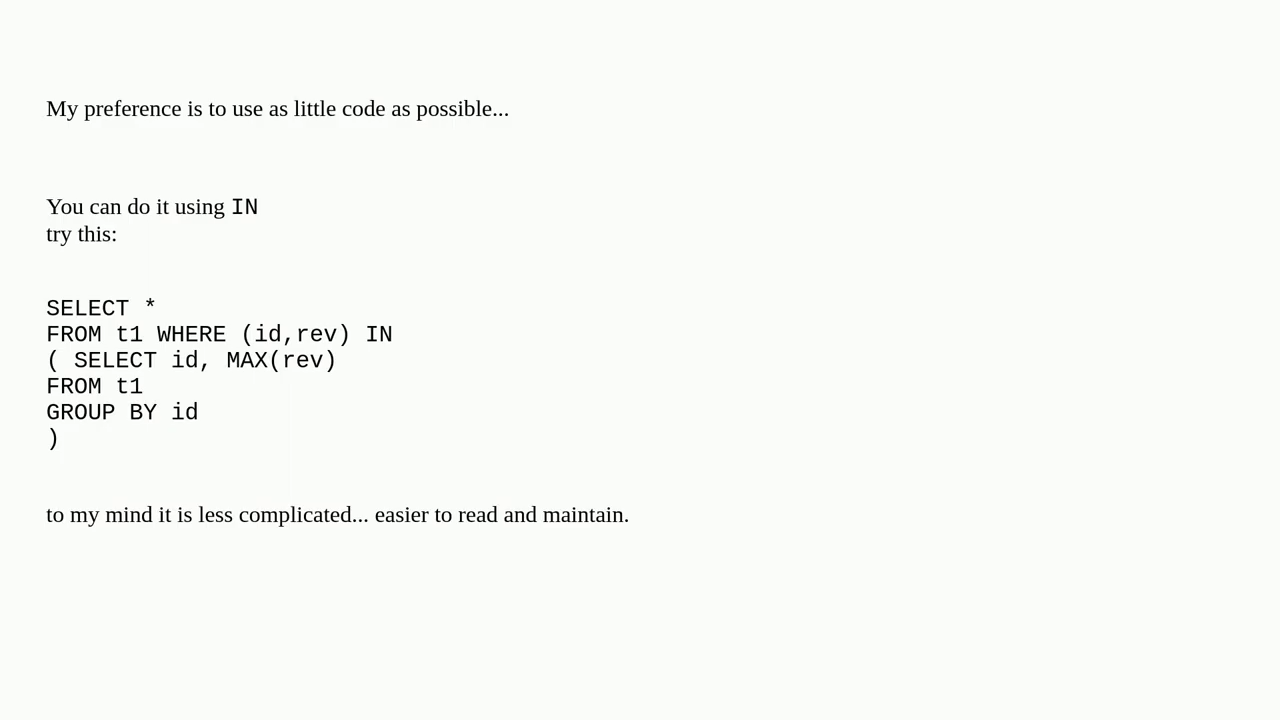 My preference is to use as little code as possible...
You can do it using IN
try this:
SELECT *
FROM t1 WHERE (id,rev) IN
( SELECT id, MAX(rev)
FROM t1
GROUP BY id
)
to my mind it is less complicated... easier to read and maintain.